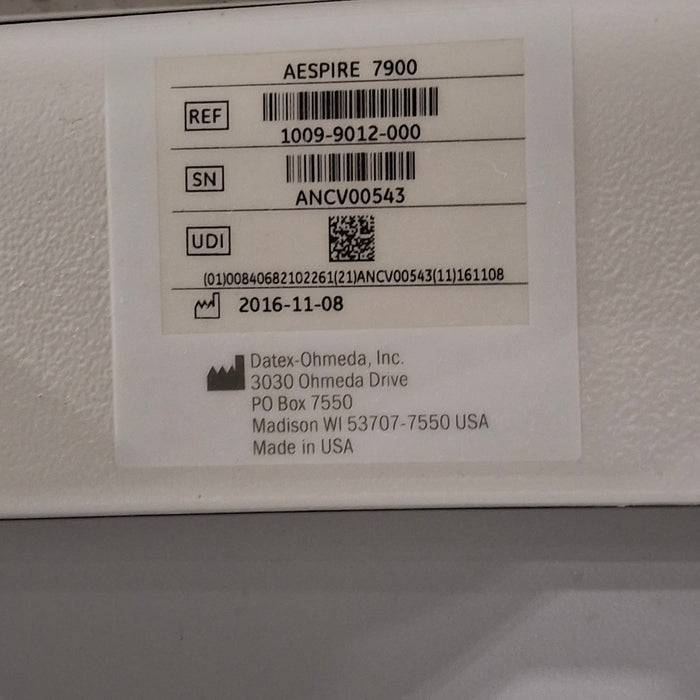 AESPIRE 7900
REF
1009-9012-000
SN
ANCV00543
UDI
(01)00840682102261(21)ANCV00543(11)161108
2016-11-08
Datex-Ohmeda, Inc.
3030 Ohmeda Drive
PO Box 7550
Madison WI 53707-7550 USA
Made in USA